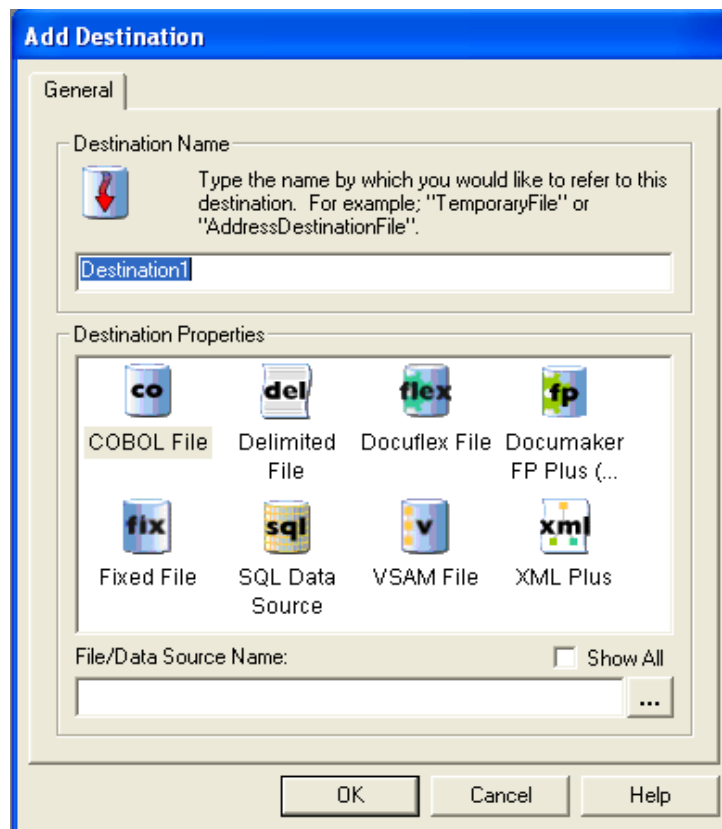 Add Destination
General
Destination Name
Type the name by which you would like to refer to this
destination. For example; "TemporaryFile" or
"AddressDestinationFile".
Destination1
Destination Properties
co del flex fp
COBOL File Delimited File Docuflex File Documaker FP Plus (...
fix sql v xml
Fixed File SQL Data Source VSAM File XML Plus
File/Data Source Name: Show All
...
OK Cancel Help